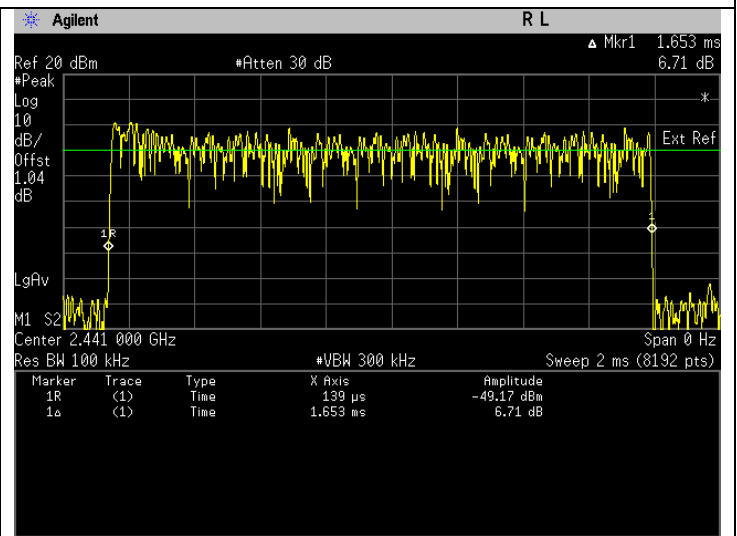 Agilent R L
Δ Mkr1 1.653 ms
Ref 20 dBm #Atten 30 dB 6.71 dB
#Peak
Log
10
dB/
Offst
1.04
dB
Ext Ref
1R
1
LgAv
M1 S2
Center 2.441 000 GHz Span 0 Hz
Res BW 100 kHz #VBW 300 kHz Sweep 2 ms (8192 pts)
Marker Trace Type X Axis Amplitude
1R (1) Time 139 µs -49.17 dBm
1Δ (1) Time 1.653 ms 6.71 dB